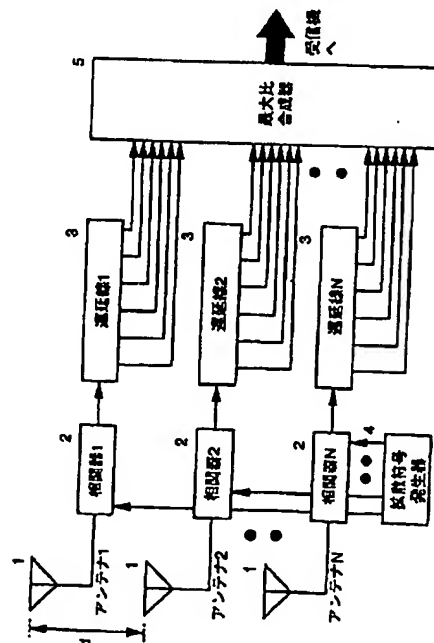 1
アンテナ1
1
1
アンテナ2
1
アンテナN
2
相関器1
2
相関器2
2
相関器N
4
拡散符号
発生器
3
遅延線1
3
遅延線2
3
遅延線N
5
最大比
合成器
受信機
へ